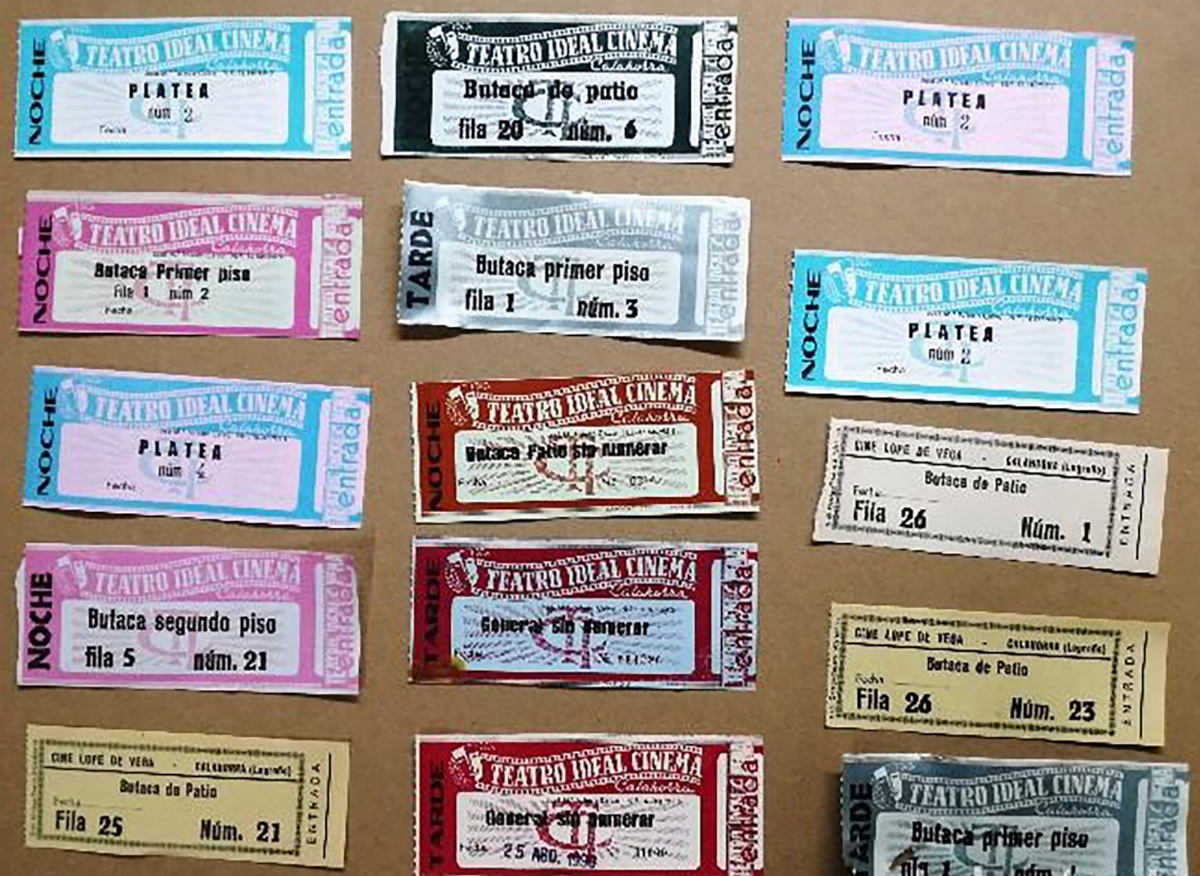 NOCHE
TEATRO IDEAL CINEMA
Calahorra
PLATEA
núm 2
Fecha
entrada
NOCHE
TEATRO IDEAL CINEMA
Calahorra
Butaca Primer piso
fila 1 núm 2
Fecha
entrada
NOCHE
TEATRO IDEAL CINEMA
Calahorra
PLATEA
núm 4
Fecha
entrada
NOCHE
TEATRO IDEAL CINEMA
Calahorra
Butaca segundo piso
fila 5 núm. 21
entrada
CINE LOPE DE VEGA - CALAHORRA (Logroño)
Butaca de Patio
Fecha
Fila 25 Núm. 21
ENTRADA
NOCHE
TEATRO IDEAL CINEMA
Calahorra
Butaca de patio
fila 20 núm. 6
entrada
TARDE
TEATRO IDEAL CINEMA
Calahorra
Butaca primer piso
fila 1 núm. 3
entrada
NOCHE
TEATRO IDEAL CINEMA
Calahorra
Butaca Patio sin numerar
entrada
TARDE
TEATRO IDEAL CINEMA
Calahorra
General sin numerar
entrada
TARDE
TEATRO IDEAL CINEMA
Calahorra
General sin numerar
25 AGO.
entrada
NOCHE
TEATRO IDEAL CINEMA
Calahorra
PLATEA
núm 2
Fecha
entrada
NOCHE
TEATRO IDEAL CINEMA
Calahorra
PLATEA
núm 2
Fecha
entrada
CINE LOPE DE VEGA - CALAHORRA (Logroño)
Butaca de Patio
Fecha
Fila 26 Núm. 1
ENTRADA
CINE LOPE DE VEGA - CALAHORRA (Logroño)
Butaca de Patio
Fecha
Fila 26 Núm. 23
ENTRADA
TARDE
TEATRO IDEAL CINEMA
Calahorra
Butaca primer piso
entrada